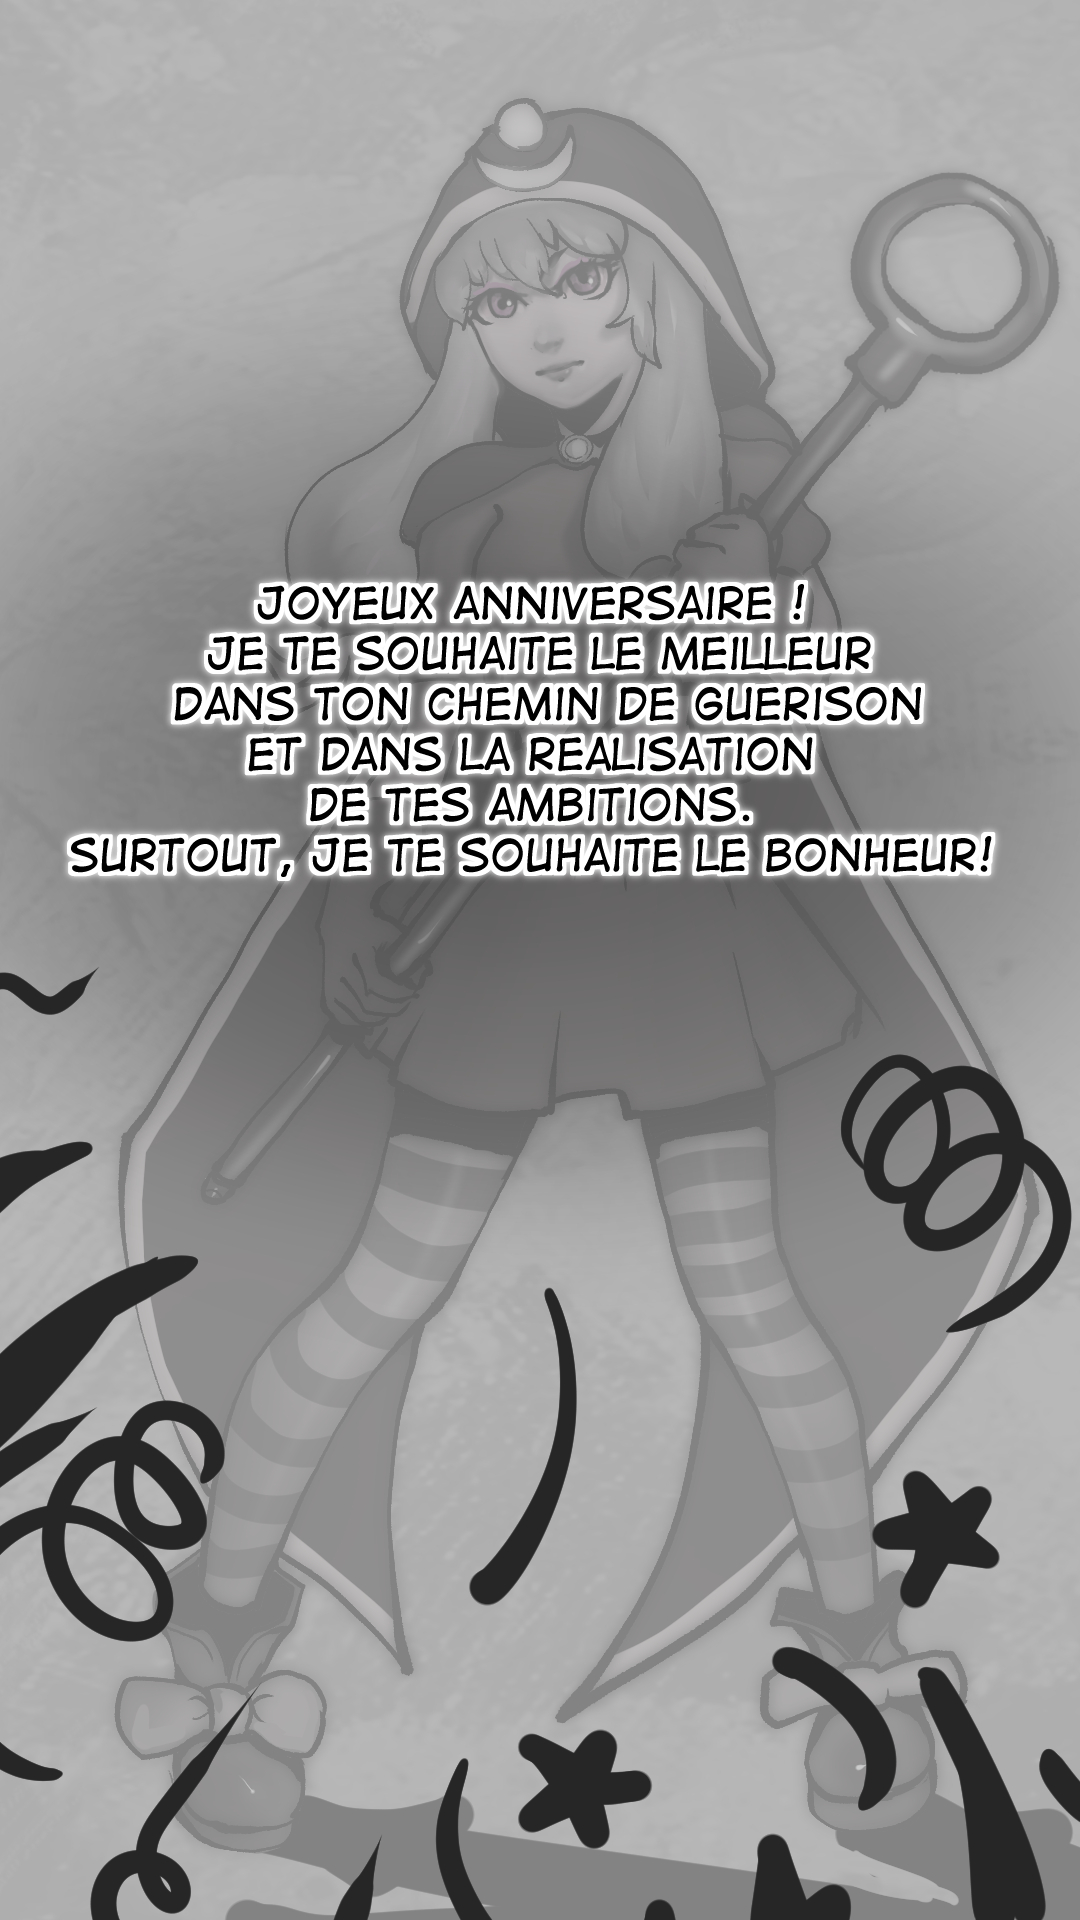 JOYEUX ANNIVERSAIRE !
JE TE SOUHAITE LE MEILLEUR
DANS TON CHEMIN DE GUERISON
ET DANS LA REALISATION
DE TES AMBITIONS.
SURTOUT, JE TE SOUHAITE LE BONHEUR!